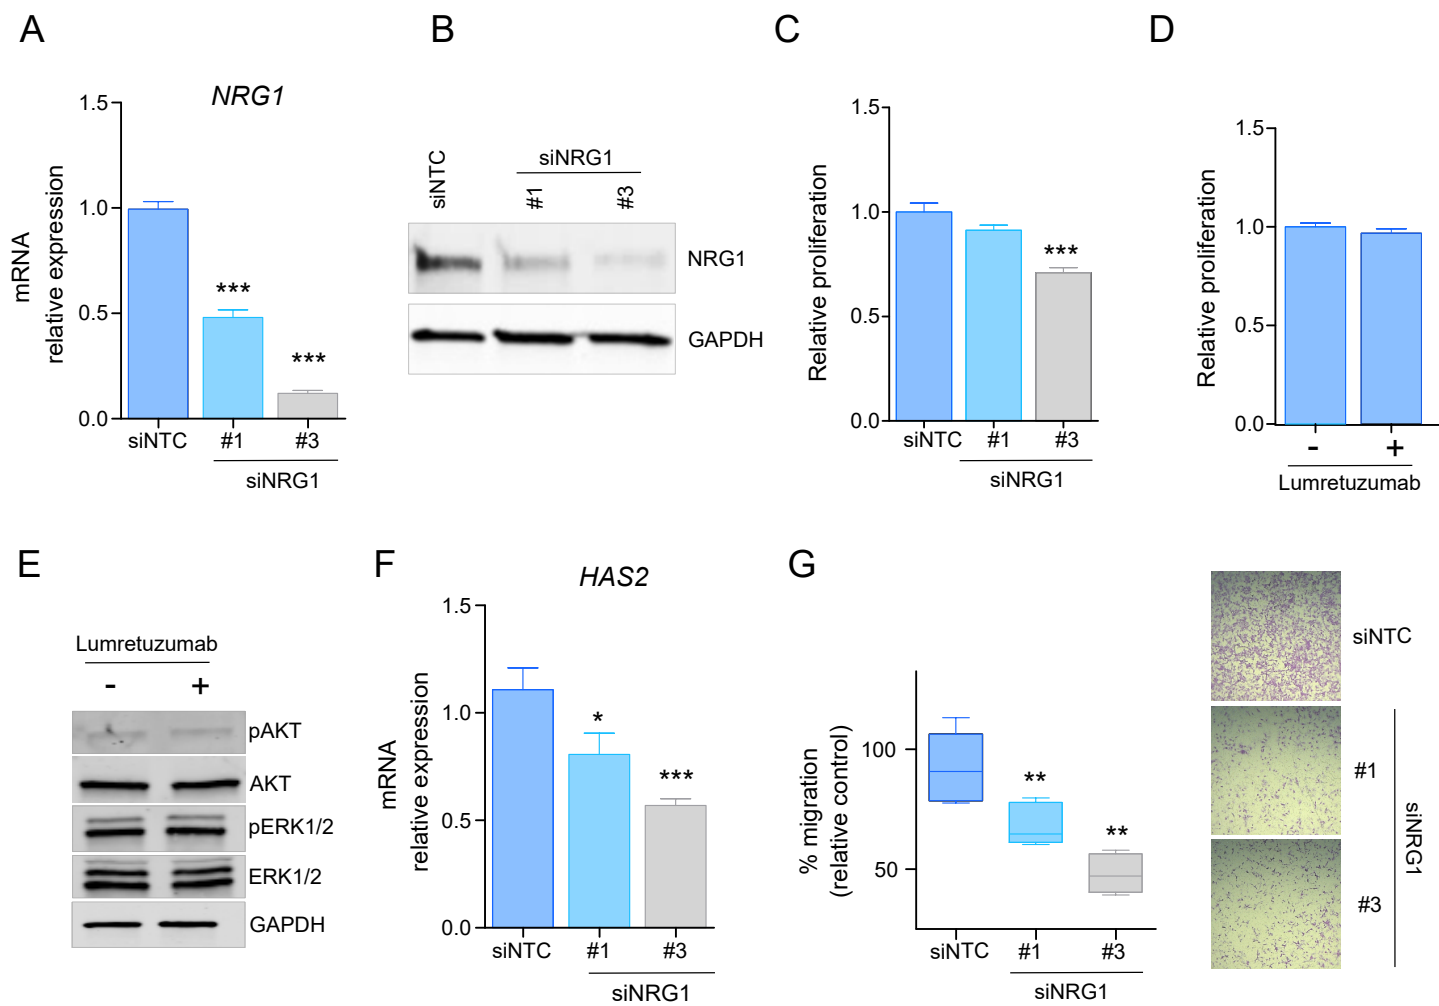 A
NRG1
mRNA
relative expression
1.5
1.0
0.5
0.0
***
***
siNTC
#1
#3
siNRG1
B
siNTC
siNRG1
#1
#3
NRG1
GAPDH
C
Relative proliferation
1.5
1.0
0.5
0.0
***
siNTC
#1
#3
siNRG1
D
Relative proliferation
1.5
1.0
0.5
0.0
-
+
Lumretuzumab
E
Lumretuzumab
-
+
pAKT
AKT
pERK1/2
ERK1/2
GAPDH
F
HAS2
mRNA
relative expression
1.5
1.0
0.5
0.0
*
***
siNTC
#1
#3
siNRG1
G
% migration
(relative control)
100
50
**
**
siNTC
#1
#3
siNRG1
siNTC
#1
#3
siNRG1